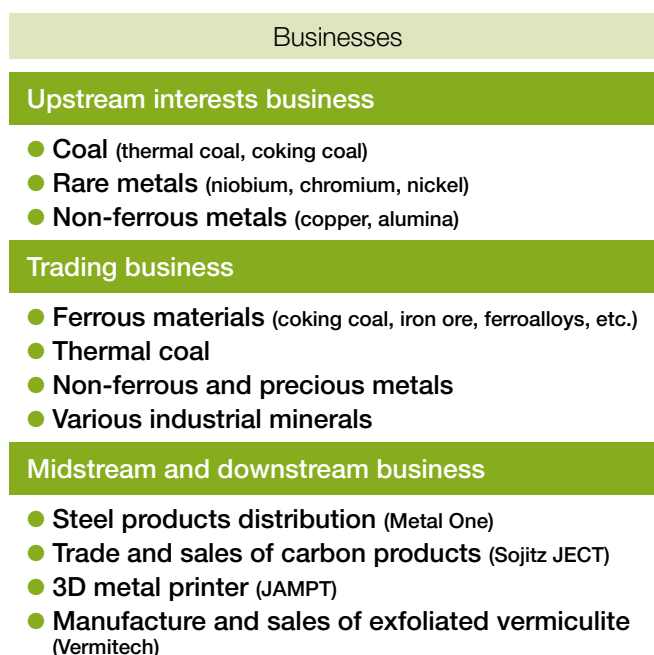 Businesses
Upstream interests business
● Coal (thermal coal, coking coal)
● Rare metals (niobium, chromium, nickel)
● Non-ferrous metals (copper, alumina)
Trading business
● Ferrous materials (coking coal, iron ore, ferroalloys, etc.)
● Thermal coal
● Non-ferrous and precious metals
● Various industrial minerals
Midstream and downstream business
● Steel products distribution (Metal One)
● Trade and sales of carbon products (Sojitz JECT)
● 3D metal printer (JAMPT)
● Manufacture and sales of exfoliated vermiculite
(Vermitech)